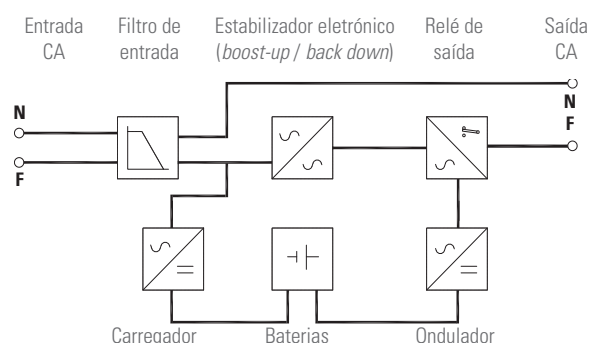 Entrada
CA
Filtro de
entrada
Estabilizador eletrónico
(boost-up / back down)
Relé de
saída
Saída
CA
N
F
N
F
Carregador
Baterias
Ondulador